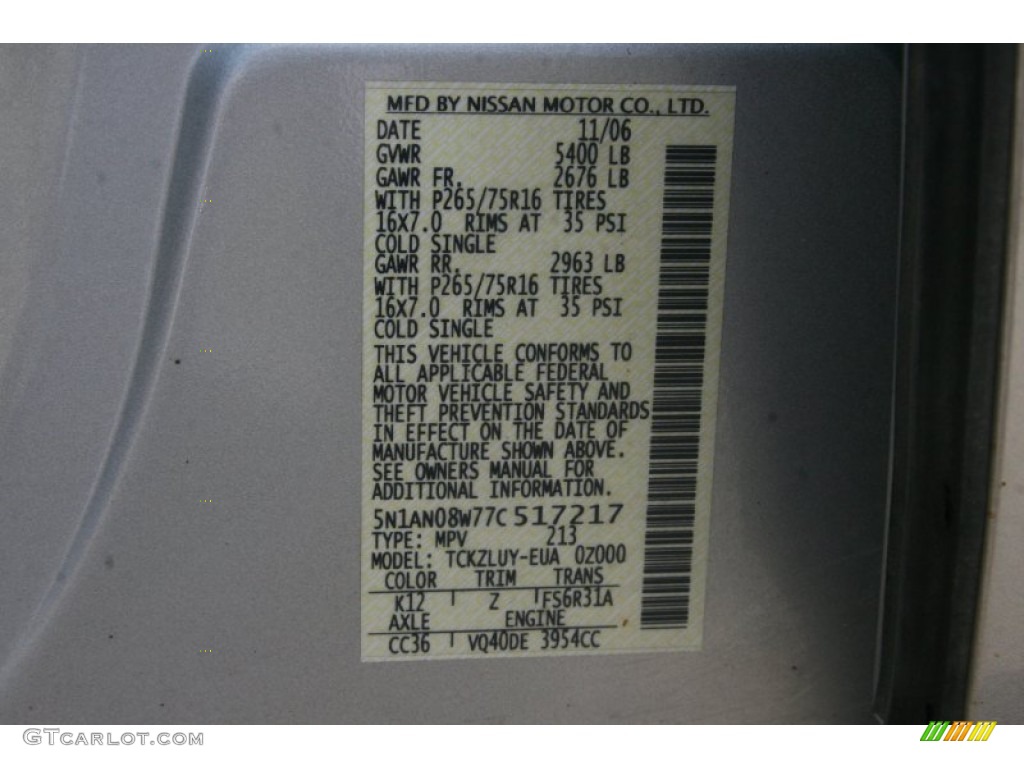 MFD BY NISSAN MOTOR CO., LTD.
DATE 11/06
GVWR 5400 LB
GAWR FR. 2676 LB
WITH P265/75R16 TIRES
16X7.0 RIMS AT 35 PSI
COLD SINGLE
GAWR RR. 2963 LB
WITH P265/75R16 TIRES
16X7.0 RIMS AT 35 PSI
COLD SINGLE
THIS VEHICLE CONFORMS TO
ALL APPLICABLE FEDERAL
MOTOR VEHICLE SAFETY AND
THEFT PREVENTION STANDARDS
IN EFFECT ON THE DATE OF
MANUFACTURE SHOWN ABOVE.
SEE OWNERS MANUAL FOR
ADDITIONAL INFORMATION.
5N1AN08W77C517217
TYPE: MPV 213
MODEL: TCKZLUY-EUA 0Z000
COLOR TRIM TRANS
K12 Z FS6R31A
AXLE ENGINE
CC36 VQ40DE 3954CC
GTCARLOT.COM